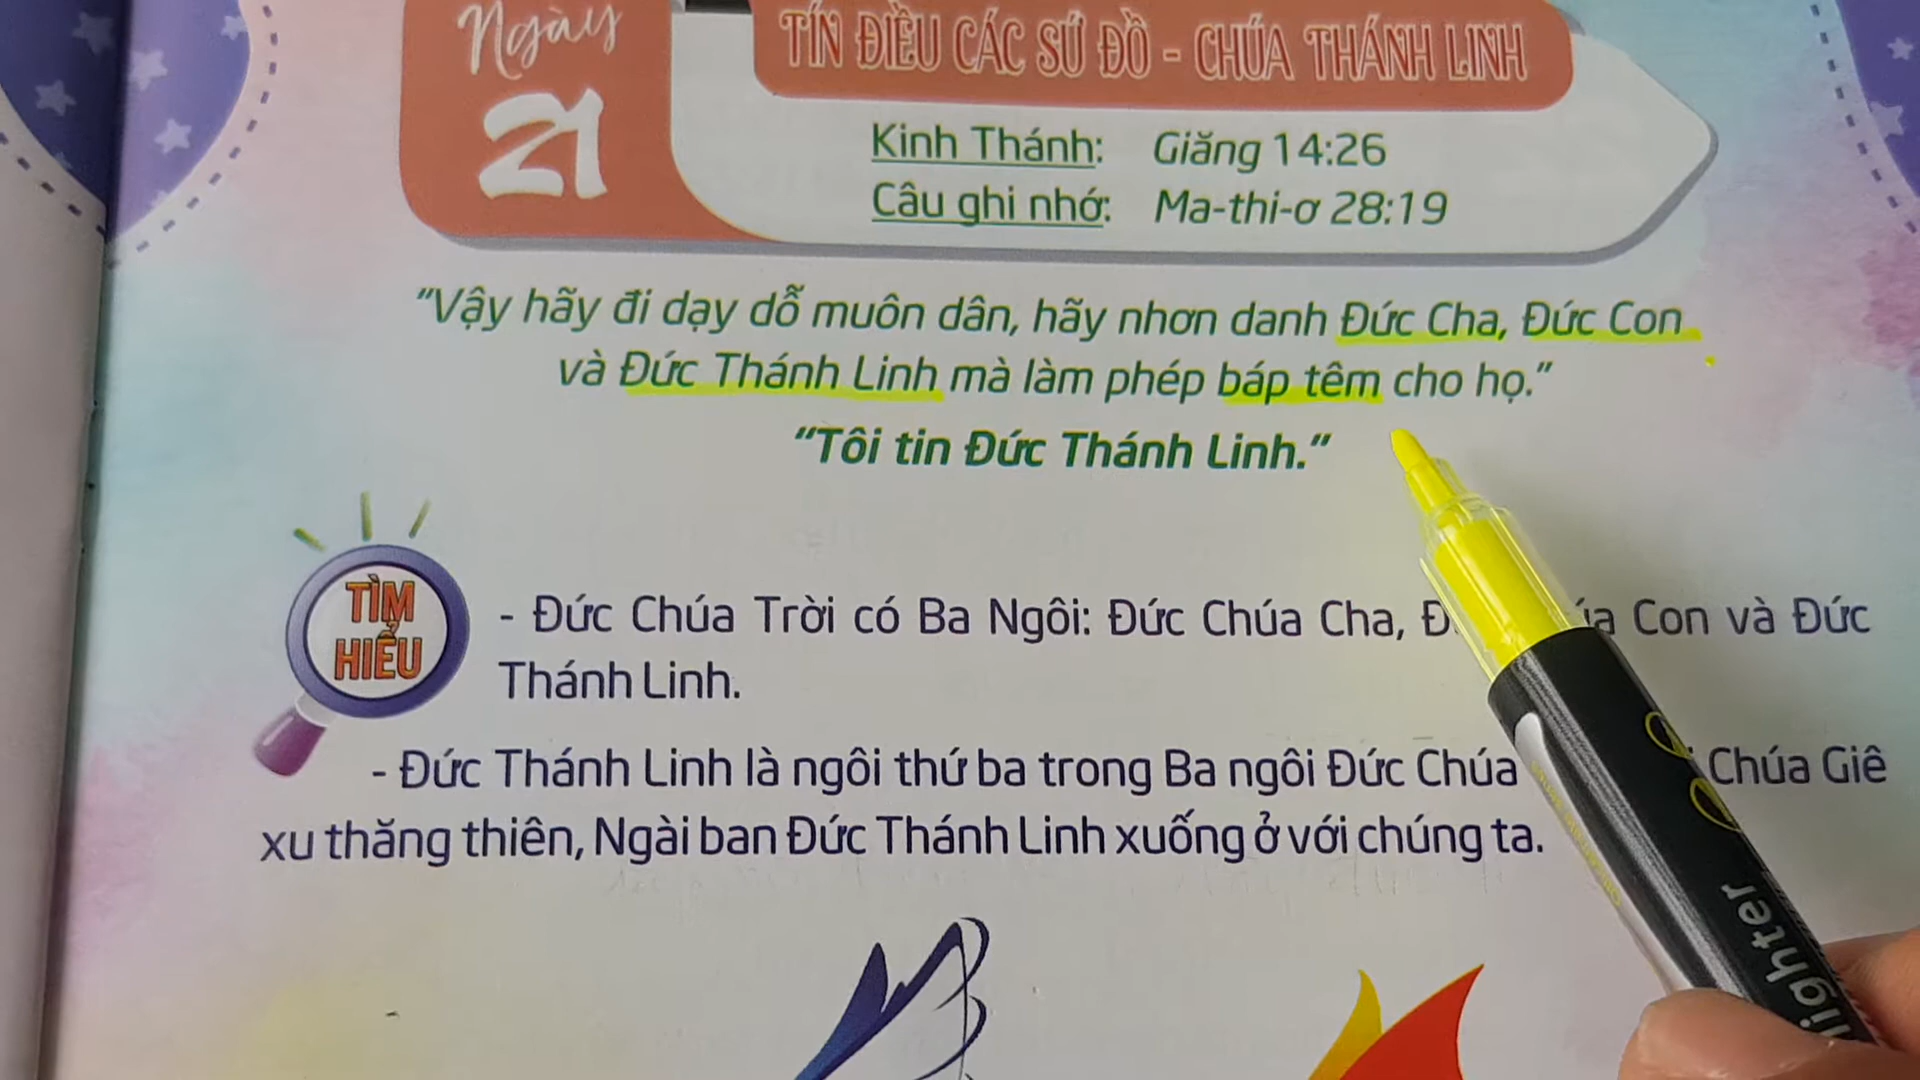 Ngày
21
TÍN ĐIỀU CÁC SỨ ĐỒ - CHÚA THÁNH LINH
Kinh Thánh: Giăng 14:26
Câu ghi nhớ: Ma-thi-ơ 28:19
“Vậy hãy đi dạy dỗ muôn dân, hãy nhơn danh Đức Cha, Đức Con
và Đức Thánh Linh mà làm phép báp têm cho họ.”
“Tôi tin Đức Thánh Linh.”
TÌM
HIỂU
- Đức Chúa Trời có Ba Ngôi: Đức Chúa Cha, Con và Đức
Thánh Linh.
- Đức Thánh Linh là ngôi thứ ba trong Ba ngôi Đức Chúa Chúa Giê
xu thăng thiên, Ngài ban Đức Thánh Linh xuống ở với chúng ta.
lighter